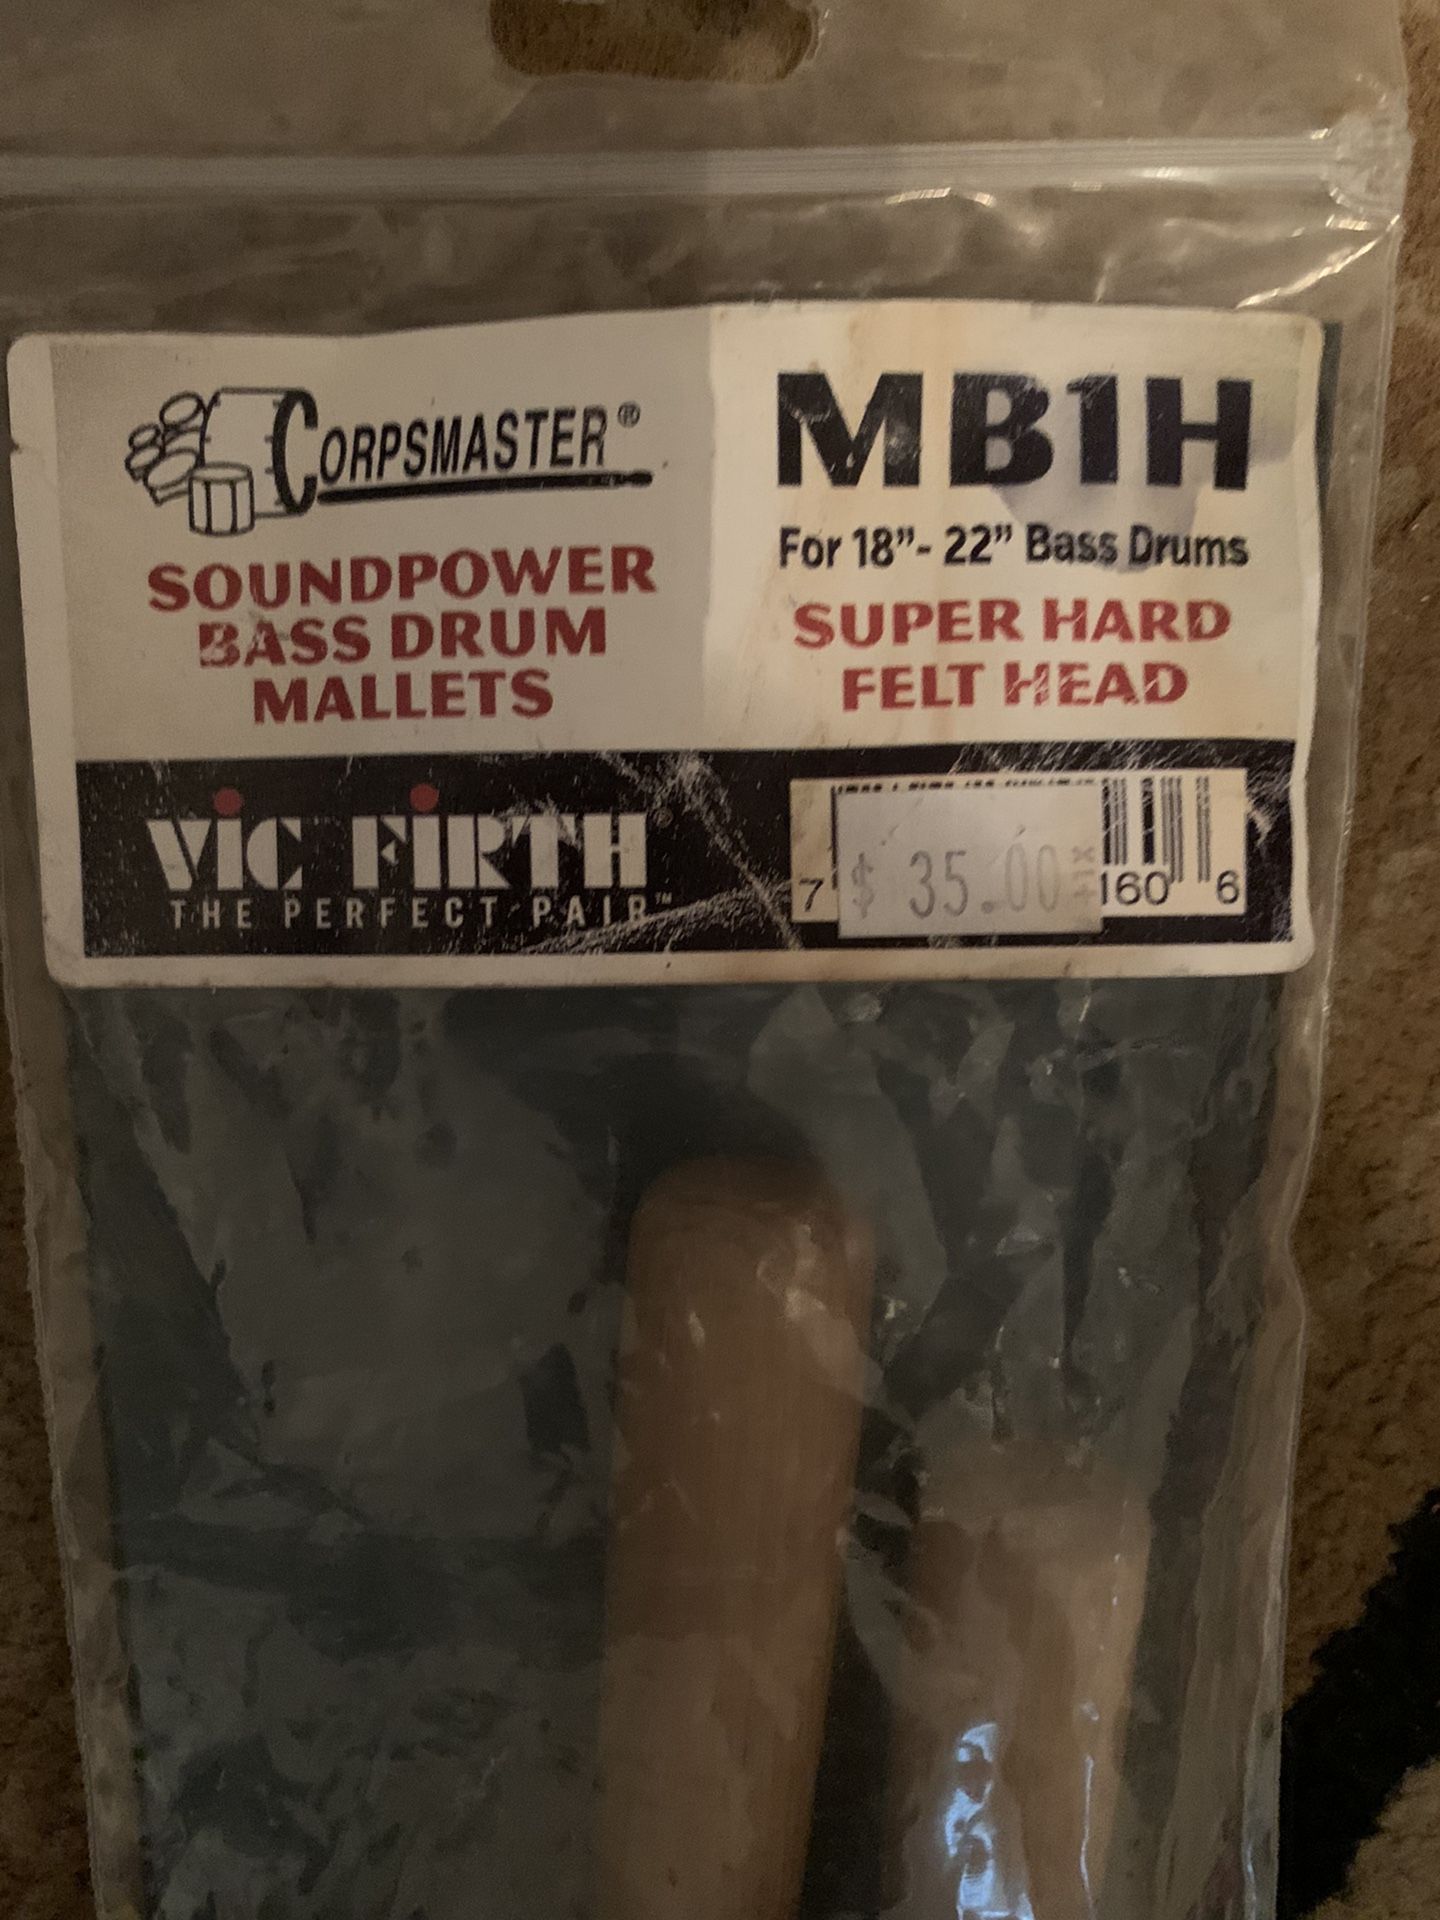 CORPSMASTER®
SOUNDPOWER
BASS DRUM
MALLETS
MB1H
For 18”- 22” Bass Drums
SUPER HARD
FELT HEAD
VIC FIRTH®
THE PERFECT PAIR™
7 160 6
$ 35.00